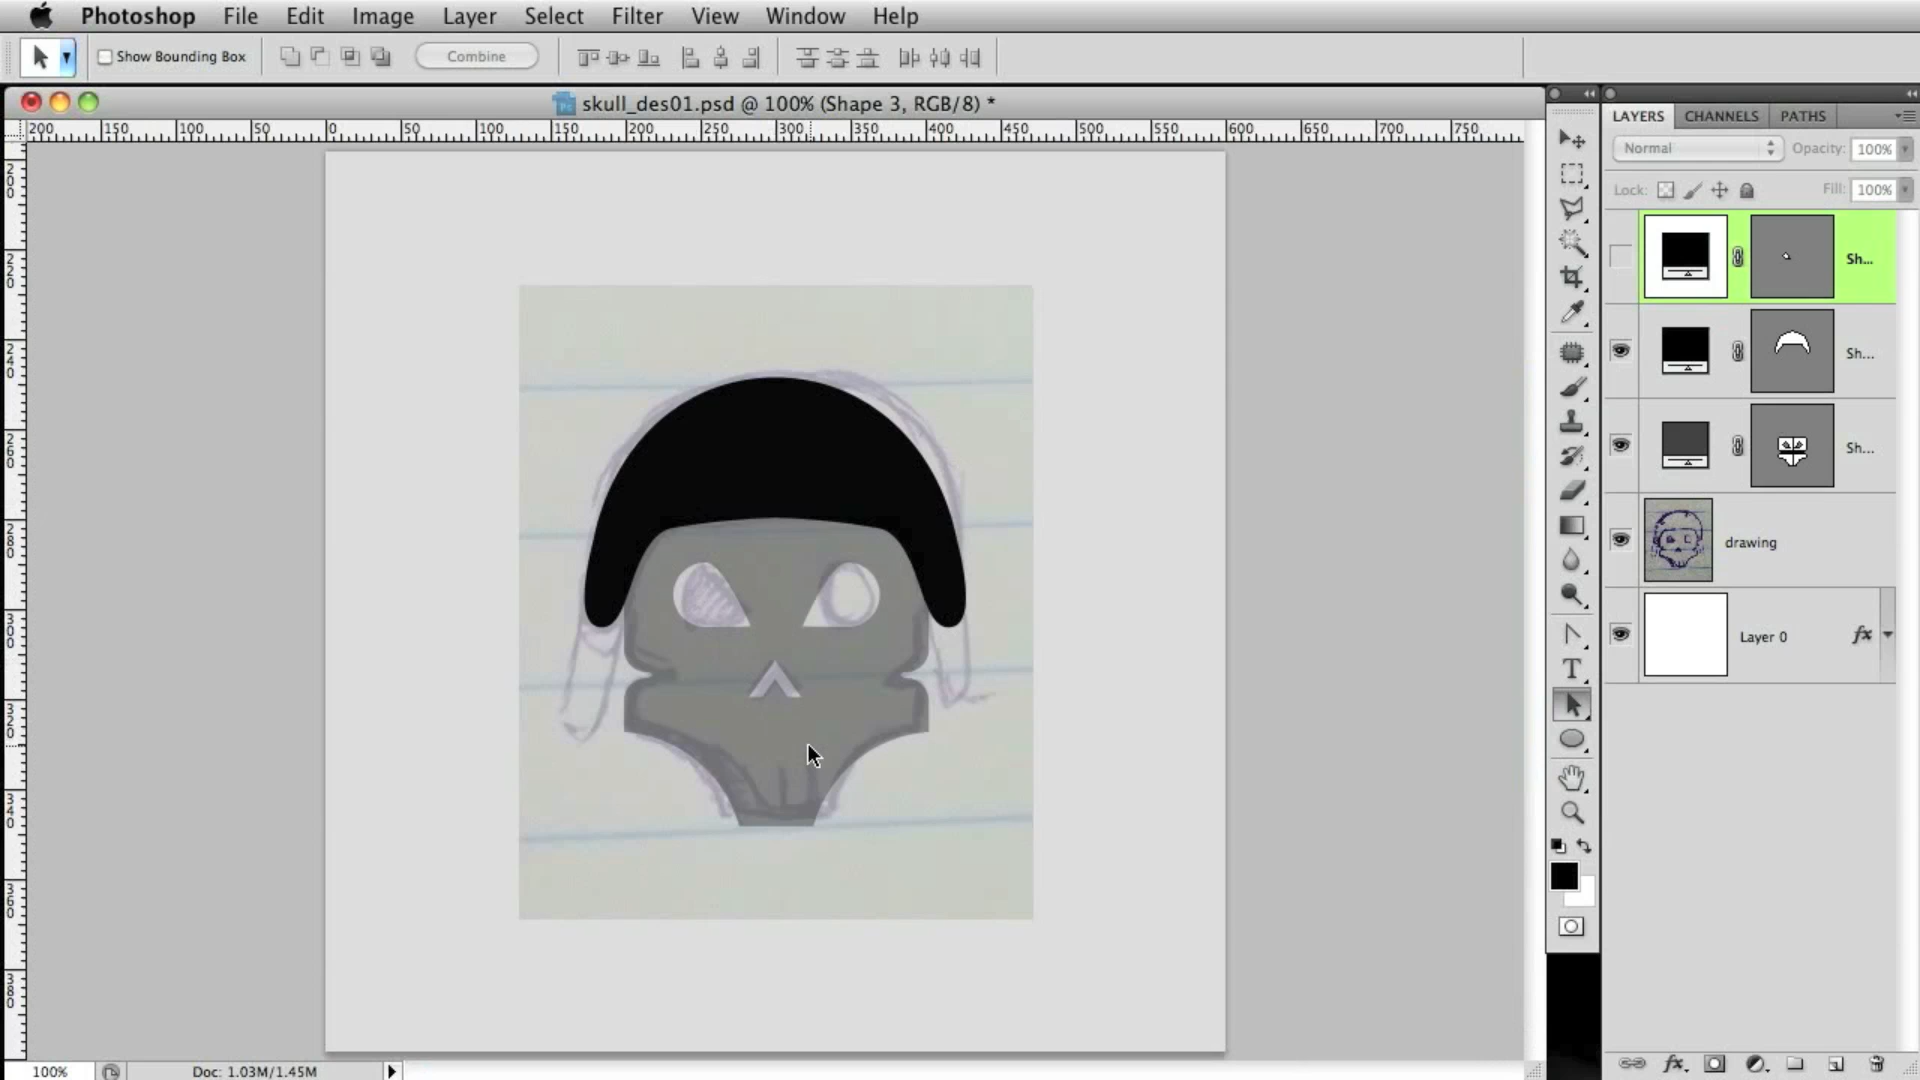 Photoshop File Edit Image Layer Select Filter View Window Help
Show Bounding Box Combine
skull_des01.psd @ 100% (Shape 3, RGB/8) *
200 150 100 50 0 50 100 150 200 250 300 350 400 450 500 550 600 650 700 750
200
220
240
260
280
300
320
340
360
380
LAYERS CHANNELS PATHS
Normal Opacity: 100%
Lock: Fill: 100%
Sh...
Sh...
Sh...
drawing
Layer 0 fx
T
fx
100% Doc: 1.03M/1.45M